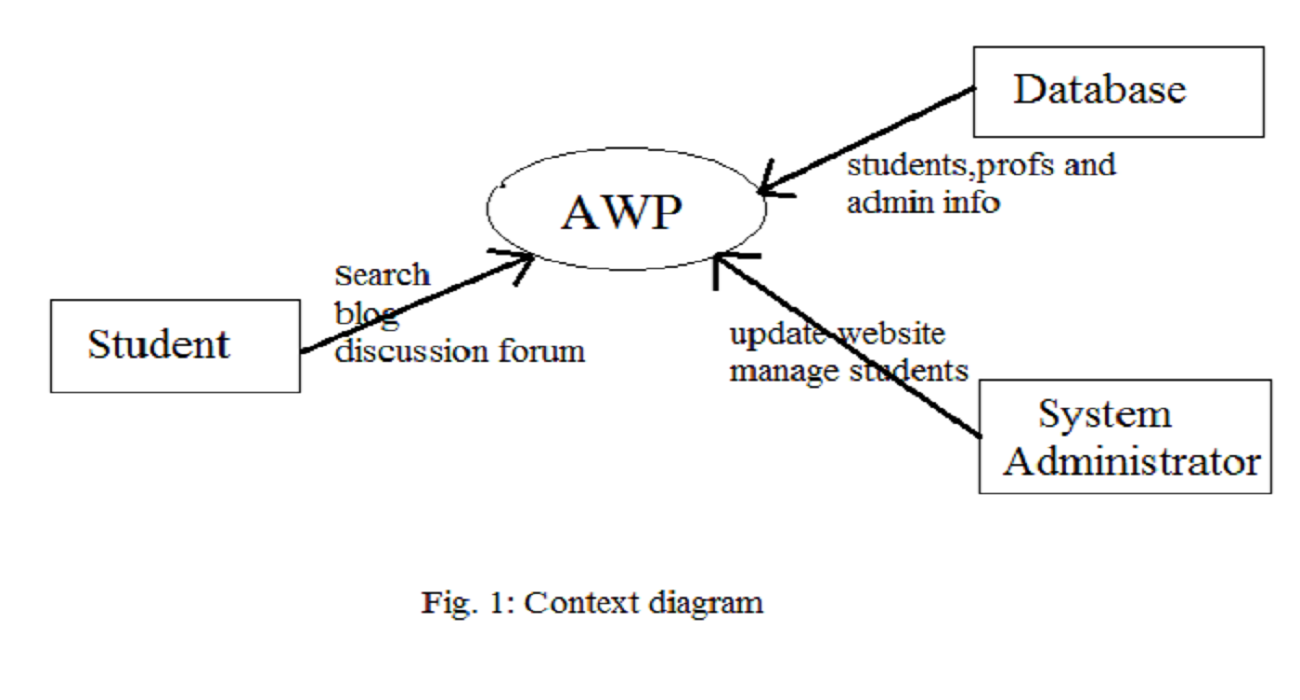 Database
students,profs and
admin info
AWP
Search
blog
discussion forum
Student
update website
manage students
System
Administrator
Fig. 1: Context diagram